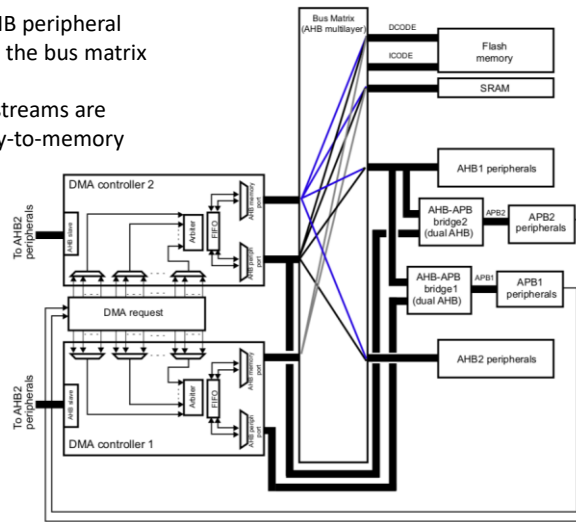 HB peripheral
the bus matrix
streams are
y-to-memory
Bus Matrix
(AHB multilayer)
DCODE
ICODE
Flash
memory
SRAM
AHB1 peripherals
AHB-APB
bridge2
(dual AHB)
APB2
APB2
peripherals
AHB-APB
bridge1
(dual AHB)
APB1
APB1
peripherals
AHB2 peripherals
DMA controller 2
To AHB2
peripherals
AHB slave
Arbiter
FIFO
AHB memory
port
AHB periph
port
DMA request
To AHB2
peripherals
AHB slave
Arbiter
FIFO
AHB memory
port
AHB periph
port
DMA controller 1